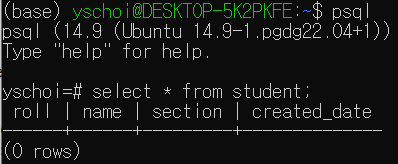 (base) yschoi@DESKTOP-5K2PKFE:~$ psql
psql (14.9 (Ubuntu 14.9-1.pgdg22.04+1))
Type "help" for help.

yschoi=# select * from student;
 roll | name | section | created_date
------+------+---------+--------------
(0 rows)